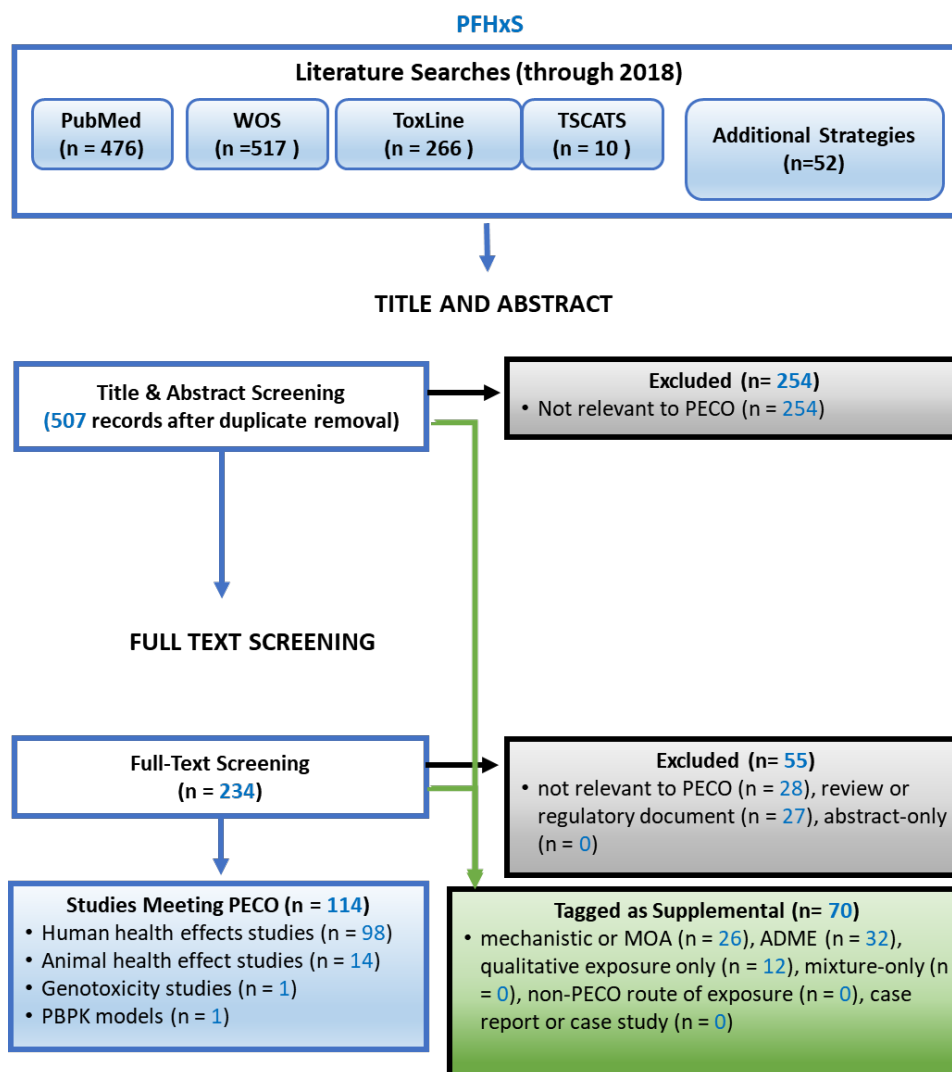 PFHxS
Literature Searches (through 2018)
PubMed
(n = 476)
WOS
(n =517 )
ToxLine
(n = 266 )
TSCATS
(n = 10 )
Additional Strategies
(n=52)
TITLE AND ABSTRACT
Title & Abstract Screening
(507 records after duplicate removal)
Excluded (n= 254)
• Not relevant to PECO (n = 254)
FULL TEXT SCREENING
Full-Text Screening
(n = 234)
Excluded (n= 55)
• not relevant to PECO (n = 28), review or
regulatory document (n = 27), abstract-only
(n = 0)
Studies Meeting PECO (n = 114)
• Human health effects studies (n = 98)
• Animal health effect studies (n = 14)
• Genotoxicity studies (n = 1)
• PBPK models (n = 1)
Tagged as Supplemental (n= 70)
• mechanistic or MOA (n = 26), ADME (n = 32),
qualitative exposure only (n = 12), mixture-only (n
= 0), non-PECO route of exposure (n = 0), case
report or case study (n = 0)